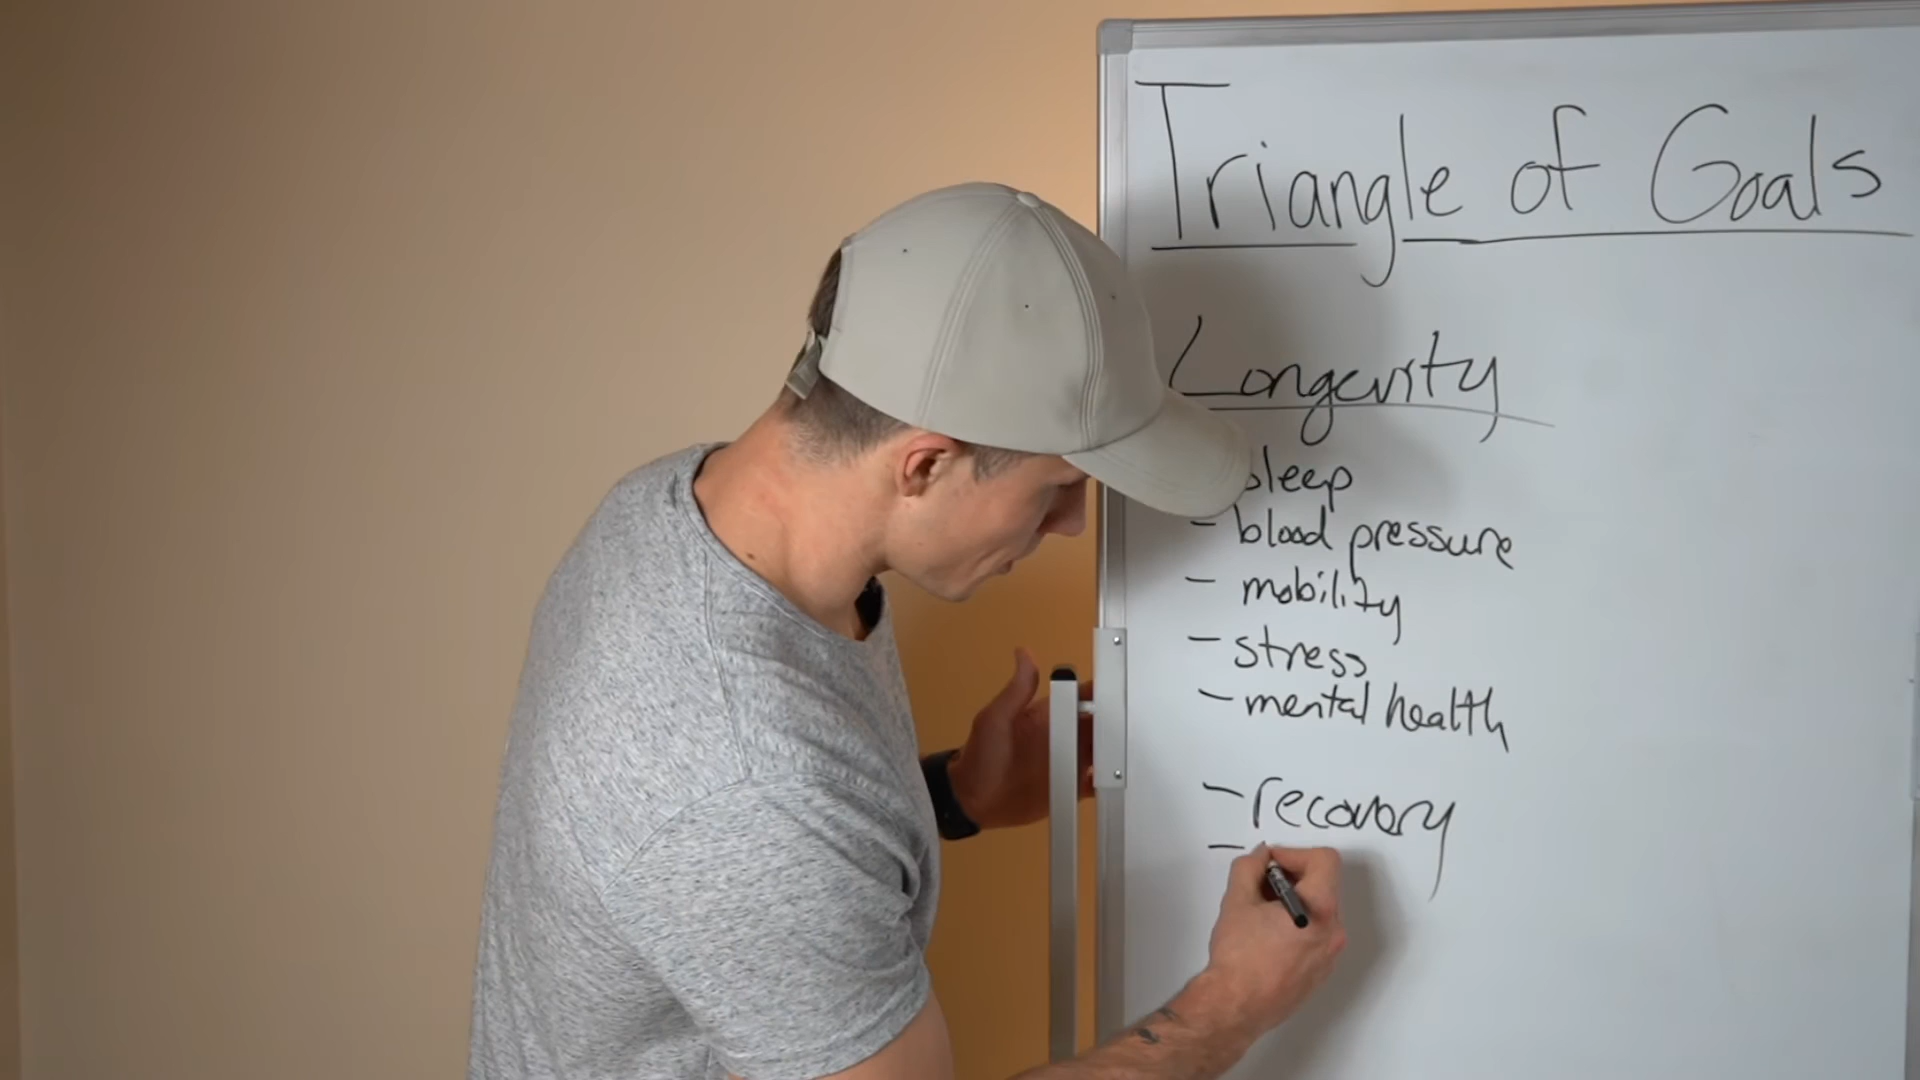 Triangle of Goals
Longevity
sleep
- blood pressure
- mobility
- stress
- mental health
- recovery
-